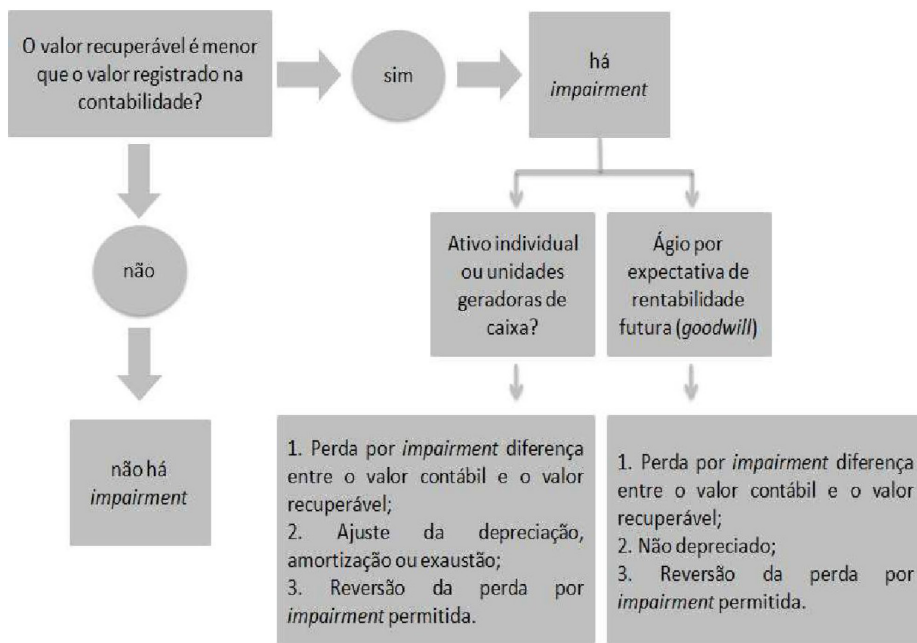 O valor recuperável é menor
que o valor registrado na
contabilidade?
sim
há
impairment
não
não há
impairment
Ativo individual
ou unidades
geradoras de
caixa?
Ágio por
expectativa de
rentabilidade
futura (goodwill)
1. Perda por impairment diferença
entre o valor contábil e o valor
recuperável;
2. Ajuste da depreciação,
amortização ou exaustão;
3. Reversão da perda por
impairment permitida.
1. Perda por impairment diferença
entre o valor contábil e o valor
recuperável;
2. Não depreciado;
3. Reversão da perda por
impairment permitida.